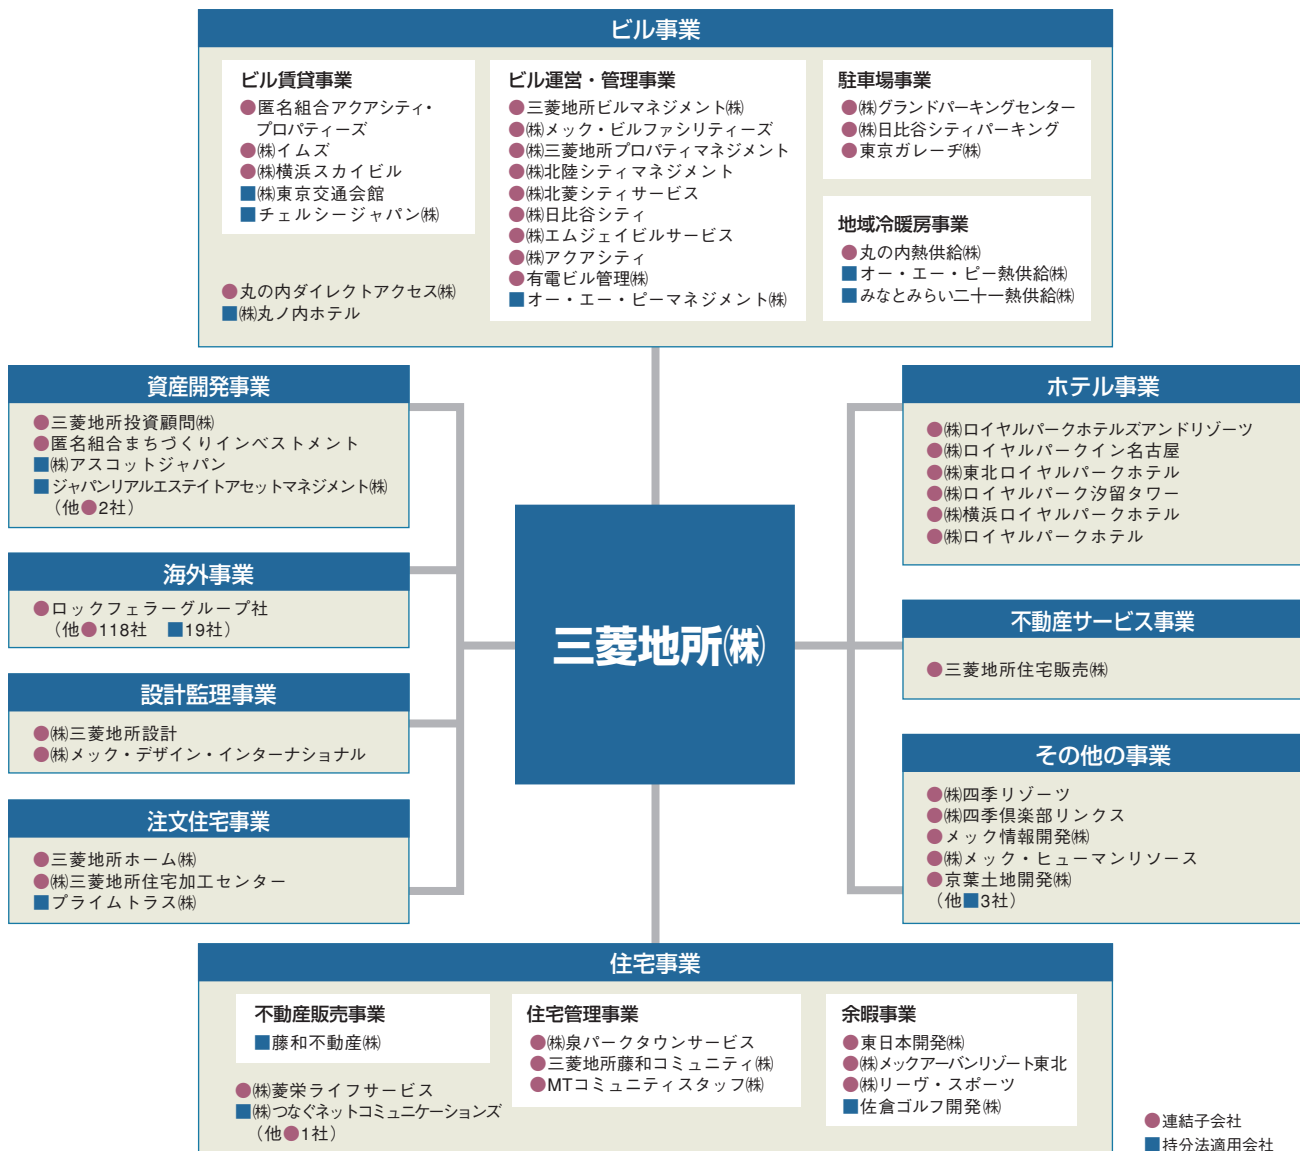 ビル事業
ビル賃貸事業
●匿名組合アクアシティ・
プロパティーズ
●㈱イムズ
●㈱横浜スカイビル
■㈱東京交通会館
■チェルシージャパン㈱
●丸の内ダイレクトアクセス㈱
■㈱丸ノ内ホテル
ビル運営・管理事業
●三菱地所ビルマネジメント㈱
●㈱メック・ビルファシリティーズ
●㈱三菱地所プロパティマネジメント
●㈱北陸シティマネジメント
●㈱北菱シティサービス
●㈱日比谷シティ
●㈱エムジェイビルサービス
●㈱アクアシティ
●有電ビル管理㈱
■オー・エー・ピーマネジメント㈱
駐車場事業
●㈱グランドパーキングセンター
●㈱日比谷シティパーキング
●東京ガレーヂ㈱
地域冷暖房事業
●丸の内熱供給㈱
■オー・エー・ピー熱供給㈱
■みなとみらい二十一熱供給㈱
資産開発事業
●三菱地所投資顧問㈱
●匿名組合まちづくりインベストメント
■㈱アスコットジャパン
■ジャパンリアルエステイトアセットマネジメント㈱
（他●2社）
海外事業
●ロックフェラーグループ社
（他●118社　■19社）
設計監理事業
●㈱三菱地所設計
●㈱メック・デザイン・インターナショナル
注文住宅事業
●三菱地所ホーム㈱
●㈱三菱地所住宅加工センター
■プライムトラス㈱
三菱地所㈱
ホテル事業
●㈱ロイヤルパークホテルズアンドリゾーツ
●㈱ロイヤルパークイン名古屋
●㈱東北ロイヤルパークホテル
●㈱ロイヤルパーク汐留タワー
●㈱横浜ロイヤルパークホテル
●㈱ロイヤルパークホテル
不動産サービス事業
●三菱地所住宅販売㈱
その他の事業
●㈱四季リゾーツ
●㈱四季倶楽部リンクス
●メック情報開発㈱
●㈱メック・ヒューマンリソース
●京葉土地開発㈱
（他■3社）
住宅事業
不動産販売事業
■藤和不動産㈱
●㈱菱栄ライフサービス
■㈱つなぐネットコミュニケーションズ
（他●1社）
住宅管理事業
●㈱泉パークタウンサービス
●三菱地所藤和コミュニティ㈱
●MTコミュニティスタッフ㈱
余暇事業
●東日本開発㈱
●㈱メックアーバンリゾート東北
●㈱リーヴ・スポーツ
■佐倉ゴルフ開発㈱
●連結子会社
■持分法適用会社